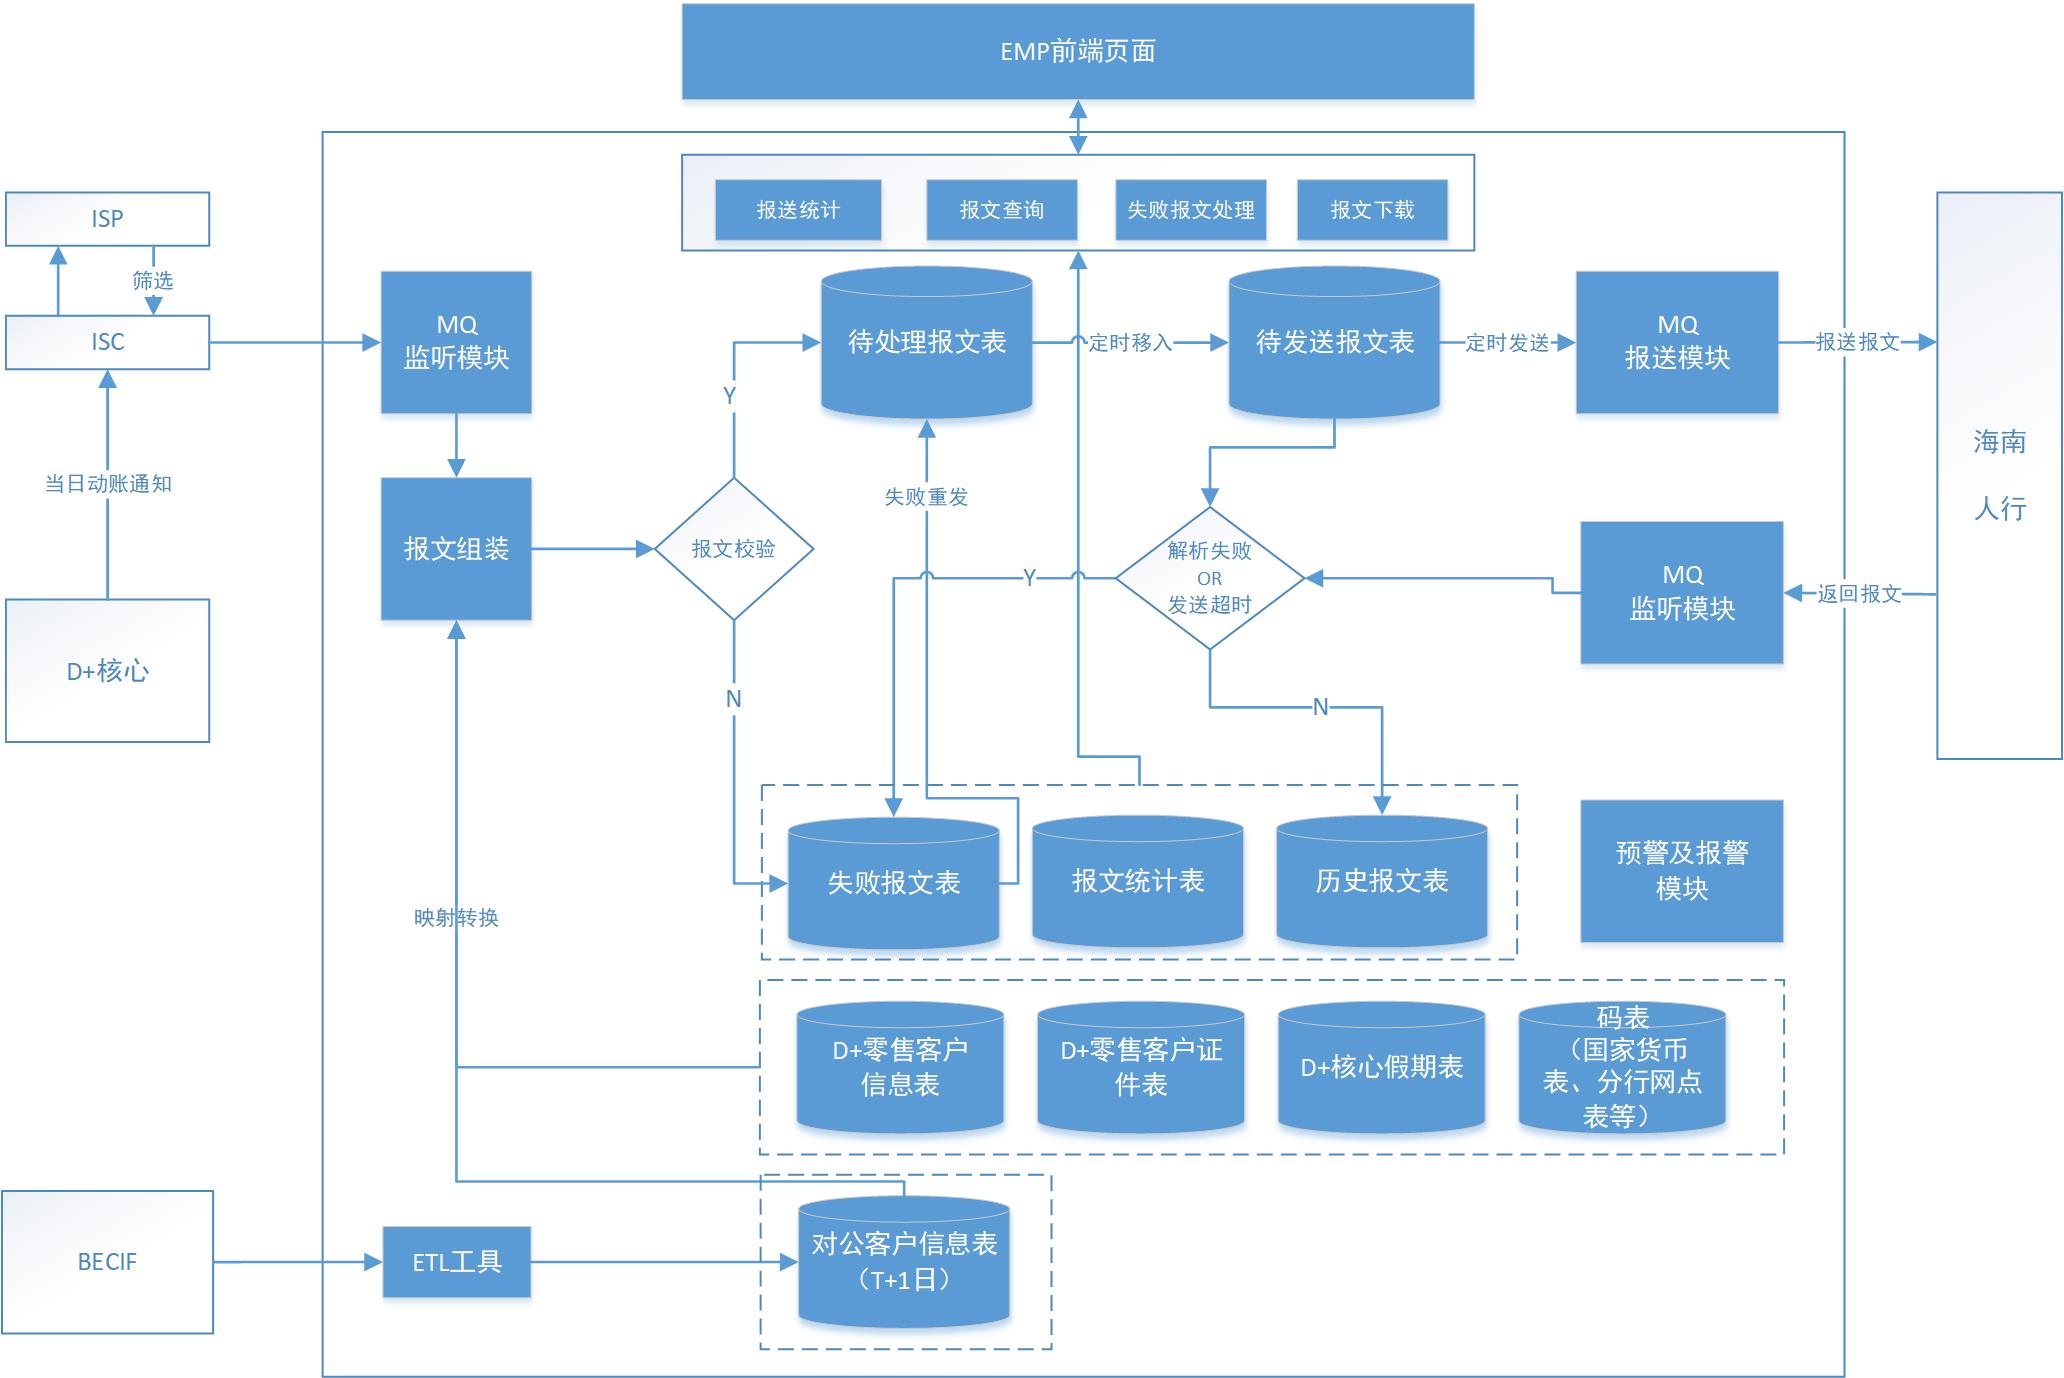 EMP前端页面
报送统计
报文查询
失败报文处理
报文下载
ISP
筛选
ISC
当日动账通知
D+核心
MQ
监听模块
报文组装
报文校验
Y
N
待处理报文表
定时移入
待发送报文表
定时发送
MQ
报送模块
报送报文
海南
人行
失败重发
解析失败
OR
发送超时
Y
N
MQ
监听模块
返回报文
失败报文表
报文统计表
历史报文表
预警及报警
模块
映射转换
D+零售客户
信息表
D+零售客户证
件表
D+核心假期表
码表
（国家货币
表、分行网点
表等）
BECIF
ETL工具
对公客户信息表
（T+1日）